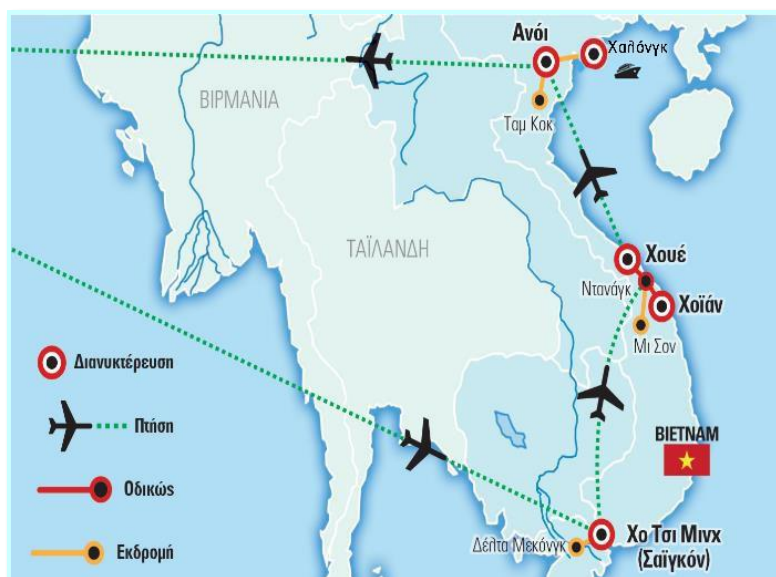 Ανόι
Χαλόνγκ
ΒΙΡΜΑΝΙΑ
Ταμ Κοκ
ΤΑΪΛΑΝΔΗ
Χουέ
Ντανάγκ
Χοϊάν
Μι Σον
Διανυκτέρευση
Πτήση
ΒΙΕΤΝΑΜ
Οδικώς
Εκδρομή
Δέλτα Μεκόνγκ
Χο Τσι Μινχ
(Σαϊγκόν)